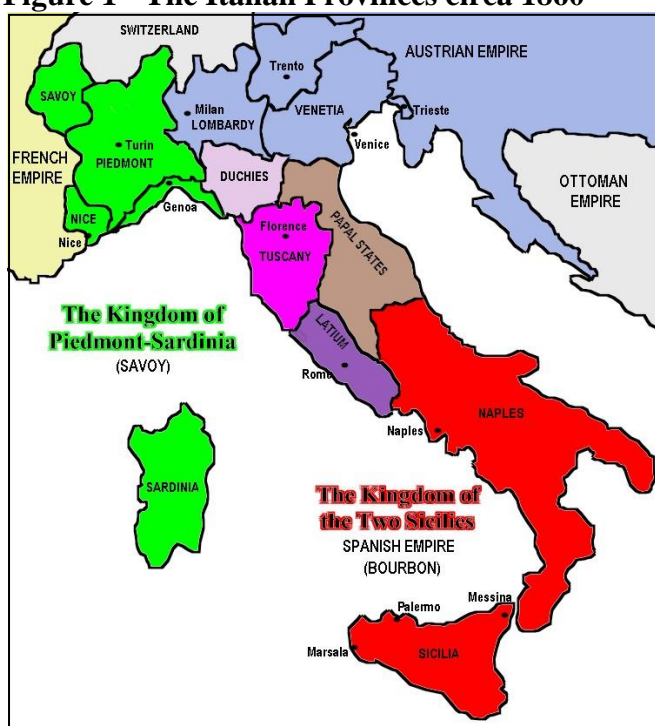 Figure 1 The Italian Provinces circa 1860
SWITZERLAND
AUSTRIAN EMPIRE
Trento
SAVOY
Milan
LOMBARDY
VENETIA
Trieste
Venice
Turin
PIEDMONT
FRENCH
EMPIRE
DUCHIES
OTTOMAN
EMPIRE
Genoa
NICE
Nice
Florence
TUSCANY
PAPAL STATES
The Kingdom of
Piedmont-Sardinia
(SAVOY)
LATIUM
Rome
NAPLES
Naples
SARDINIA
The Kingdom of
the Two Sicilies
SPANISH EMPIRE
(BOURBON)
Messina
Palermo
Marsala
SICILIA